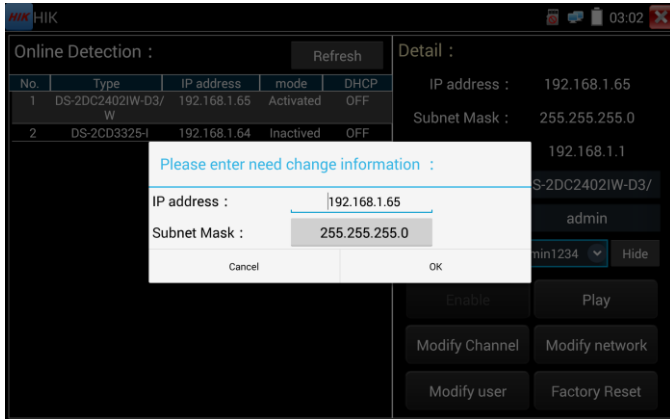 HIK HIK 03:02
Online Detection : Refresh
No. Type IP address mode DHCP
1 DS-2DC2402IW-D3/W 192.168.1.65 Activated OFF
2 DS-2CD3325-I 192.168.1.64 Inactived OFF
Please enter need change information :
IP address : 192.168.1.65
Subnet Mask : 255.255.255.0
Cancel OK
Detail :
IP address : 192.168.1.65
Subnet Mask : 255.255.255.0
192.168.1.1
S-2DC2402IW-D3/
admin
min1234 Hide
Enable Play
Modify Channel Modify network
Modify user Factory Reset